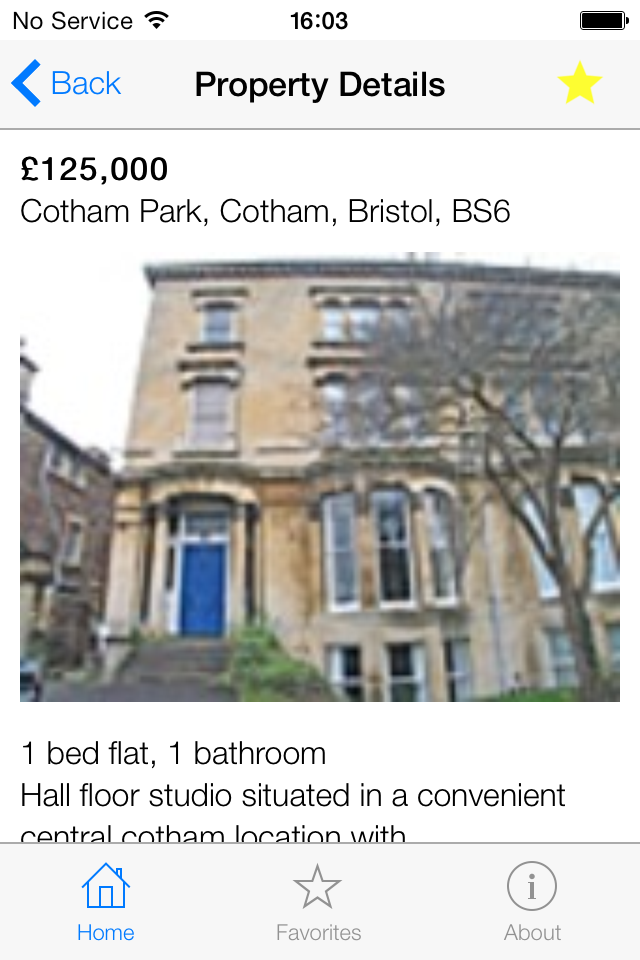 No Service 16:03
Back Property Details
£125,000
Cotham Park, Cotham, Bristol, BS6
1 bed flat, 1 bathroom
Hall floor studio situated in a convenient
central cotham location with
Home Favorites About